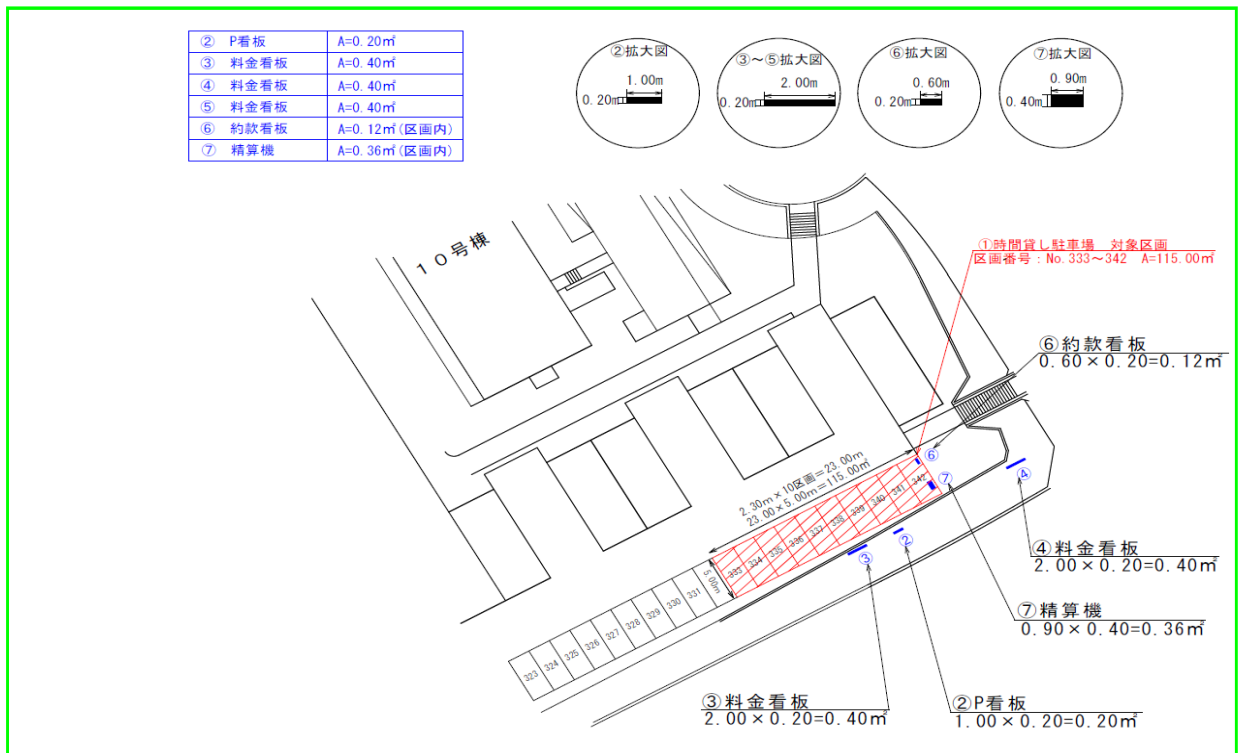 ② P看板 A=0.20㎡
③ 料金看板 A=0.40㎡
④ 料金看板 A=0.40㎡
⑤ 料金看板 A=0.40㎡
⑥ 約款看板 A=0.12㎡(区画内)
⑦ 精算機 A=0.36㎡(区画内)
②拡大図
1.00m
0.20m
③～⑤拡大図
2.00m
0.20m
⑥拡大図
0.60m
0.20m
⑦拡大図
0.90m
0.40m
10号棟
①時間貸し駐車場 対象区画
区画番号：No.333～342 A=115.00㎡
⑥約款看板
0.60×0.20=0.12㎡
2.30m×10区画=23.00m
23.00×5.00m=115.00㎡
⑥
⑦
④
342
341
340
339
338
337
336
335
334
333
5.00m
③
②
331
330
329
328
327
326
325
324
323
④料金看板
2.00×0.20=0.40㎡
⑦精算機
0.90×0.40=0.36㎡
③料金看板
2.00×0.20=0.40㎡
②P看板
1.00×0.20=0.20㎡